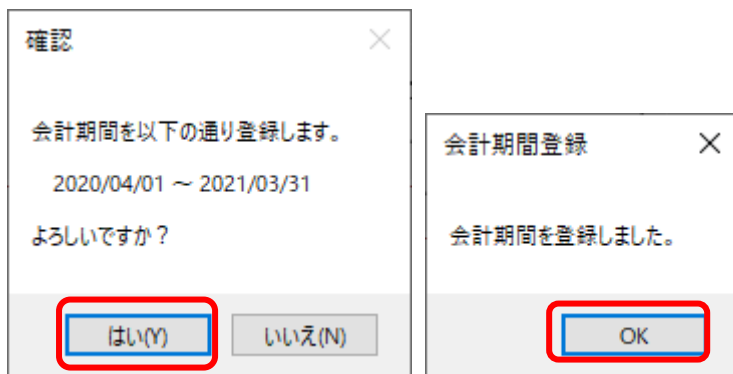 確認
会計期間を以下の通り登録します。
2020/04/01 ～ 2021/03/31
よろしいですか？
はい(Y)
いいえ(N)
会計期間登録
会計期間を登録しました。
OK